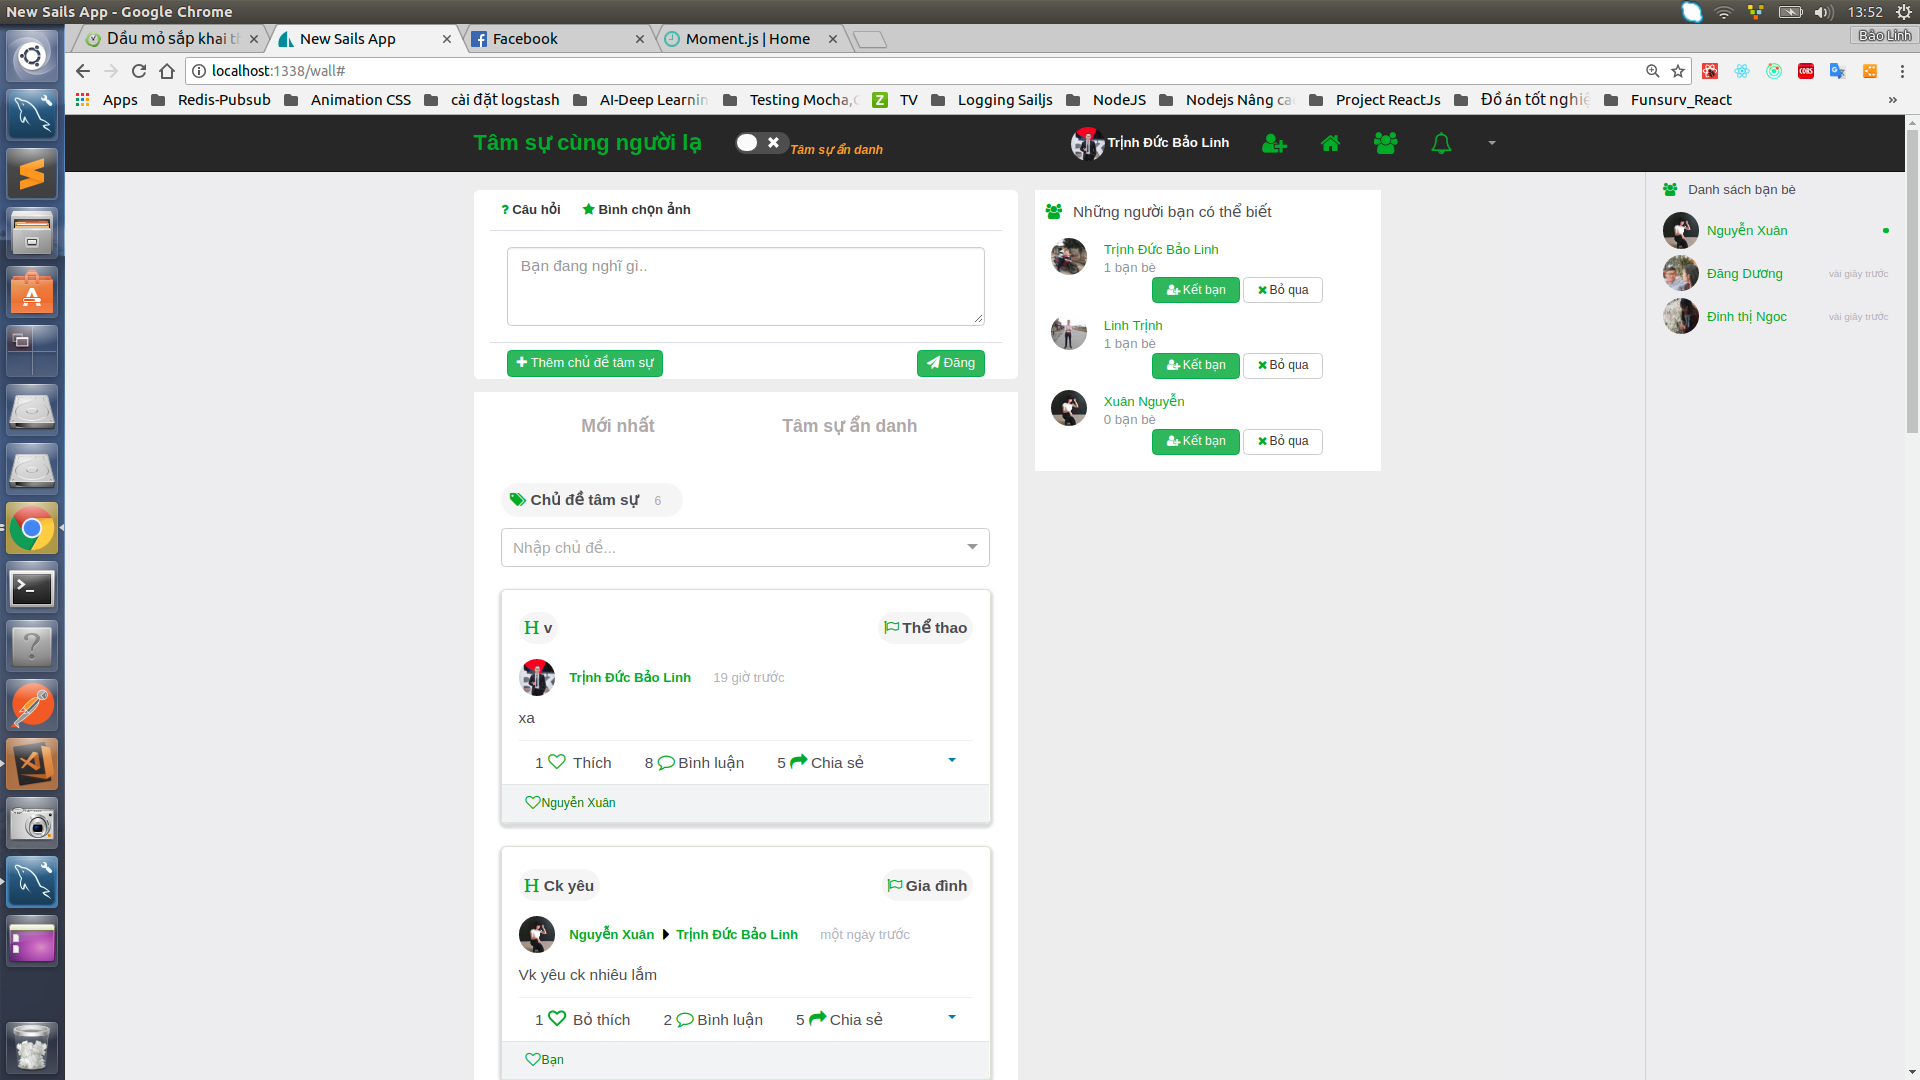 New Sails App - Google Chrome
13:52
Dầu mỏ sắp khai th
New Sails App
Facebook
Moment.js | Home
Bảo Linh
localhost:1338/wall#
Apps
Redis-Pubsub
Animation CSS
cài đặt logstash
AI-Deep Learnin
Testing Mocha,
TV
Logging Sailjs
NodeJS
Nodejs Nâng ca
Project ReactJs
Đồ án tốt nghiệ
Funsurv_React
»
Tâm sự cùng người lạ
Tâm sự ẩn danh
Trịnh Đức Bảo Linh
? Câu hỏi
Bình chọn ảnh
Bạn đang nghĩ gì..
Thêm chủ đề tâm sự
Đăng
Mới nhất
Tâm sự ẩn danh
Chủ đề tâm sự 6
Nhập chủ đề...
H v
Thể thao
Trịnh Đức Bảo Linh 19 giờ trước
xa
1 Thích 8 Bình luận 5 Chia sẻ
Nguyễn Xuân
H Ck yêu
Gia đình
Nguyễn Xuân Trịnh Đức Bảo Linh một ngày trước
Vk yêu ck nhiêu lắm
1 Bỏ thích 2 Bình luận 5 Chia sẻ
Bạn
Những người bạn có thể biết
Trịnh Đức Bảo Linh
1 bạn bè
Kết bạn Bỏ qua
Linh Trịnh
1 bạn bè
Kết bạn Bỏ qua
Xuân Nguyễn
0 bạn bè
Kết bạn Bỏ qua
Danh sách bạn bè
Nguyễn Xuân
Đăng Dương vài giây trước
Đinh thị Ngoc vài giây trước